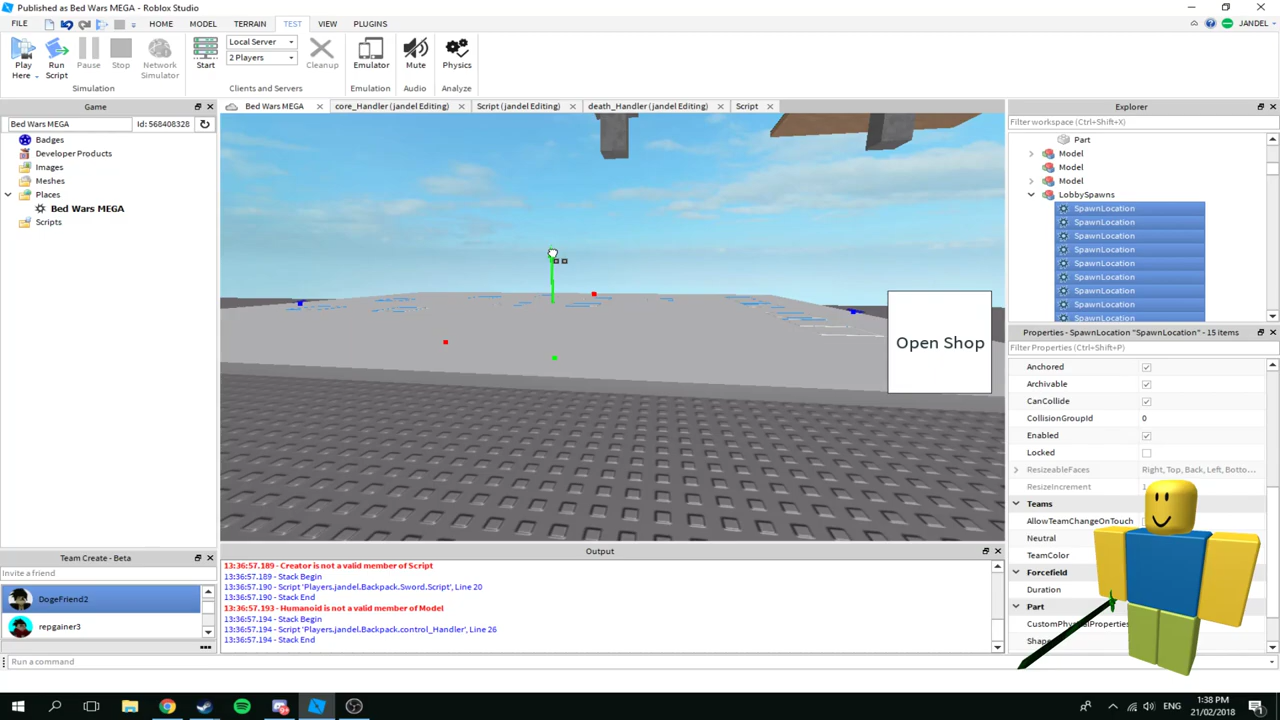 Published as Bed Wars MEGA - Roblox Studio
FILE HOME MODEL TERRAIN TEST VIEW PLUGINS JANDEL
Play Here
Run Script
Pause
Stop
Network Simulator
Simulation
Start
Local Server
2 Players
Cleanup
Clients and Servers
Emulator
Emulation
Mute
Audio
Physics
Analyze
Game
Bed Wars MEGA Id: 568408328
Badges
Developer Products
Images
Meshes
Places
Bed Wars MEGA
Scripts
Bed Wars MEGA core_Handler (jandel Editing) Script (jandel Editing) death_Handler (jandel Editing) Script
Open Shop
Explorer
Filter workspace (Ctrl+Shift+X)
Part
Model
Model
Model
LobbySpawns
SpawnLocation
SpawnLocation
SpawnLocation
SpawnLocation
SpawnLocation
SpawnLocation
SpawnLocation
SpawnLocation
SpawnLocation
Properties - SpawnLocation "SpawnLocation" - 15 items
Filter Properties (Ctrl+Shift+P)
Anchored
Archivable
CanCollide
CollisionGroupId 0
Enabled
Locked
ResizeableFaces Right, Top, Back, Left, Botto...
ResizeIncrement 1
Teams
AllowTeamChangeOnTouch
Neutral
TeamColor
Forcefield
Duration
Part
CustomPhysicalProperties
Shape
Team Create - Beta
Invite a friend
DogeFriend2
repgainer3
Output
13:36:57.189 - Creator is not a valid member of Script
13:36:57.189 - Stack Begin
13:36:57.190 - Script 'Players.jandel.Backpack.Sword.Script', Line 20
13:36:57.190 - Stack End
13:36:57.193 - Humanoid is not a valid member of Model
13:36:57.194 - Stack Begin
13:36:57.194 - Script 'Players.jandel.Backpack.control_Handler', Line 26
13:36:57.194 - Stack End
Run a command
ENG
1:38 PM
21/02/2018